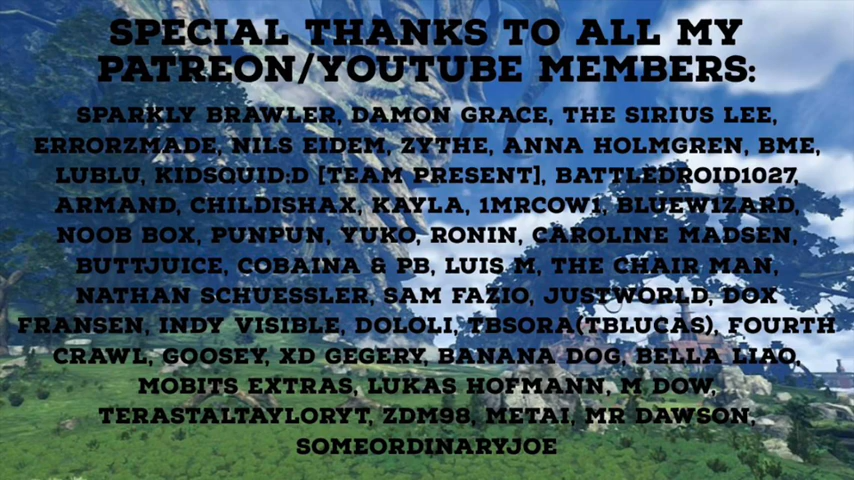 SPECIAL THANKS TO ALL MY
PATREON/YOUTUBE MEMBERS:
SPARKLY BRAWLER, DAMON GRACE, THE SIRIUS LEE,
ERRORZMADE, NILS EIDEM, ZYTHE, ANNA HOLMGREN, BME,
LUBLU, KIDSQUID:D [TEAM PRESENT], BATTLEDROID1027,
ARMAND, CHILDISHAX, KAYLA, 1MRCOW1, BLUEW1ZARD,
NOOB BOX, PUNPUN, YUKO, RONIN, CAROLINE MADSEN,
BUTTJUICE, COBAINA & PB, LUIS M, THE CHAIR MAN,
NATHAN SCHUESSLER, SAM FAZIO, JUSTWORLD, DOX
FRANSEN, INDY VISIBLE, DOLOLI, TBSORA(TBLUCAS), FOURTH
CRAWL, GOOSEY, XD GEGERY, BANANA DOG, BELLA LIAO,
MOBITS EXTRAS, LUKAS HOFMANN, M DOW,
TERASTALTAYLORYT, ZDM98, METAI, MR DAWSON,
SOMEORDINARYJOE